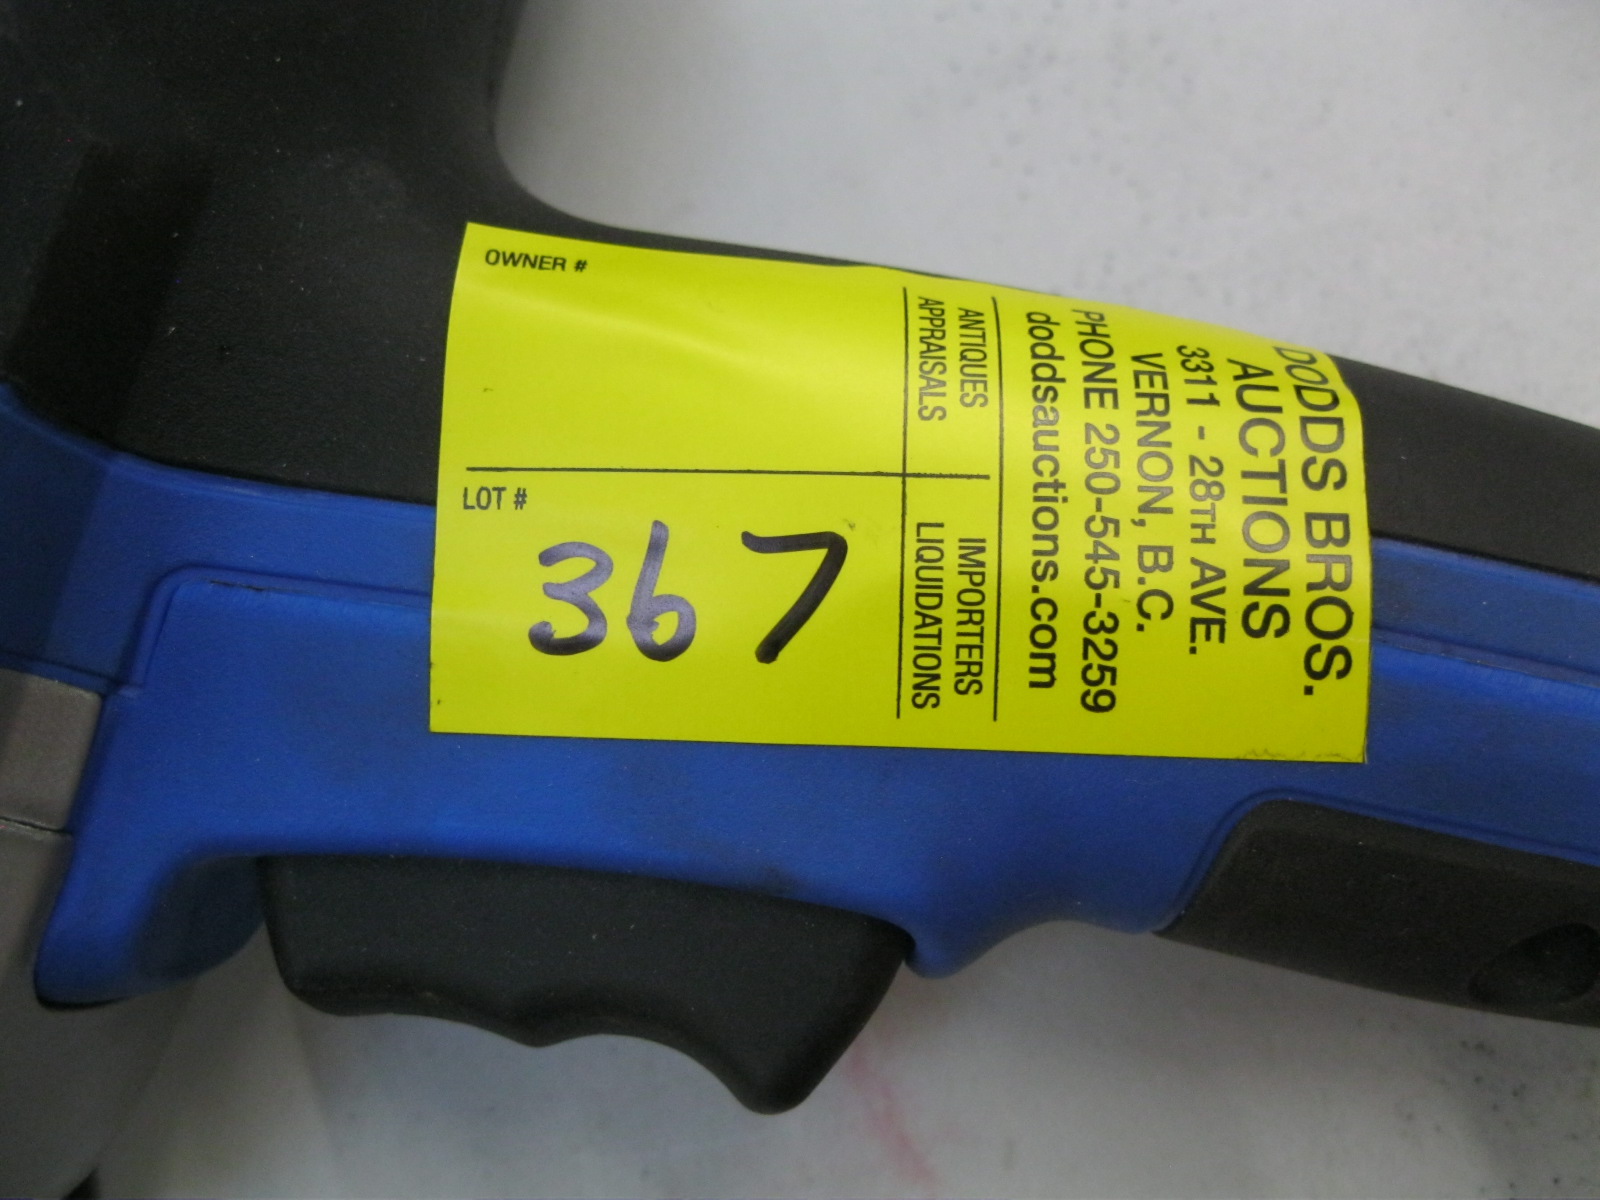 OWNER #
LOT #
367
DODDS BROS.
AUCTIONS
3311 - 28TH AVE.
VERNON, B.C.
PHONE 250-545-3259
doddsauctions.com
ANTIQUES IMPORTERS
APPRAISALS LIQUIDATIONS